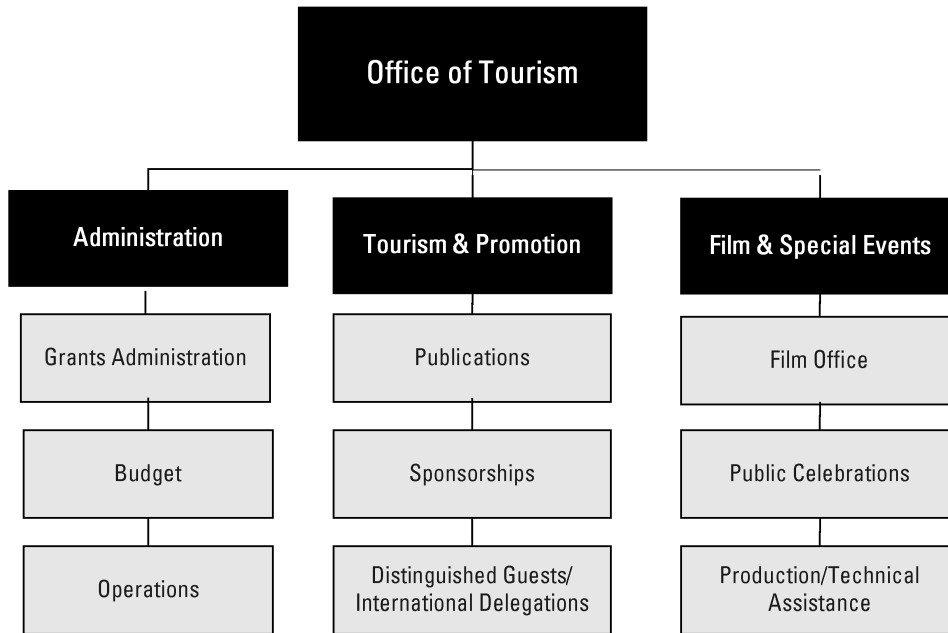 Office of Tourism
Administration
Tourism & Promotion
Film & Special Events
Grants Administration
Publications
Film Office
Budget
Sponsorships
Public Celebrations
Operations
Distinguished Guests/
International Delegations
Production/Technical
Assistance